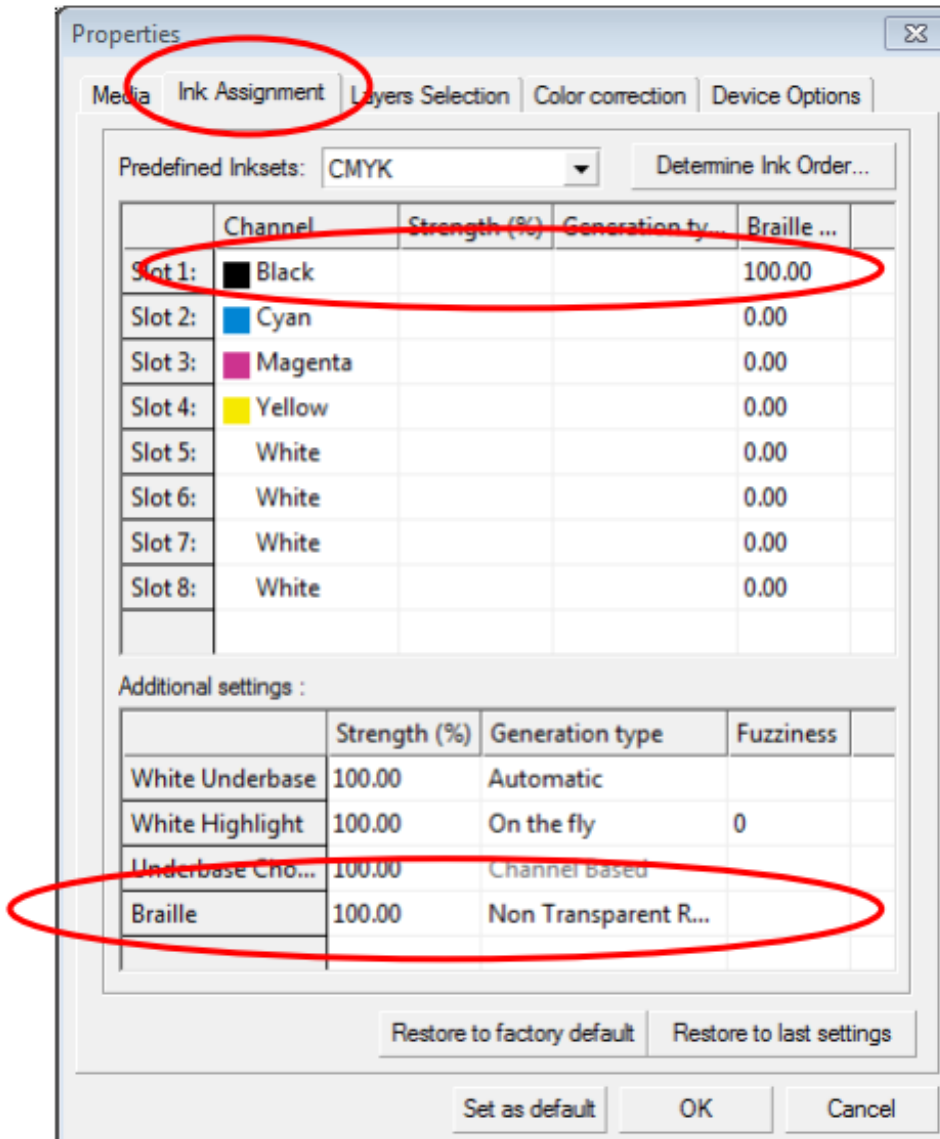 Properties
Media Ink Assignment Layers Selection Color correction Device Options
Predefined Inksets: CMYK Determine Ink Order...
Channel Strength (%) Generation ty... Braille ...
Slot 1: Black 100.00
Slot 2: Cyan 0.00
Slot 3: Magenta 0.00
Slot 4: Yellow 0.00
Slot 5: White 0.00
Slot 6: White 0.00
Slot 7: White 0.00
Slot 8: White 0.00
Additional settings :
Strength (%) Generation type Fuzziness
White Underbase 100.00 Automatic
White Highlight 100.00 On the fly 0
Underbase Cho... 100.00 Channel Based
Braille 100.00 Non Transparent R...
Restore to factory default Restore to last settings
Set as default OK Cancel